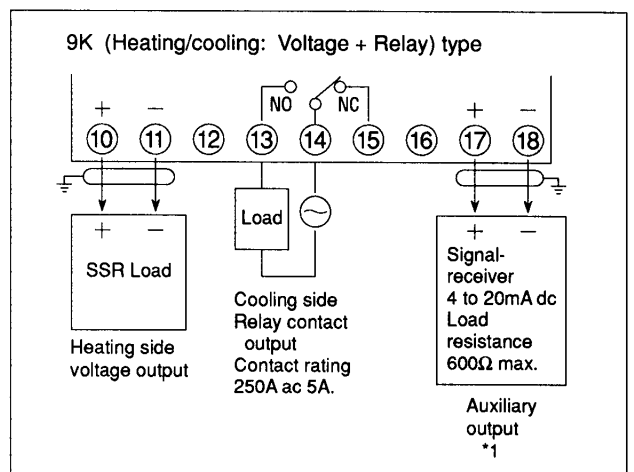 9K (Heating/cooling: Voltage + Relay) type
NO NC
+ − + −
10 11 12 13 14 15 16 17 18
+ −
SSR Load
Heating side
voltage output
Load
Cooling side
Relay contact
output
Contact rating
250A ac 5A.
+ −
Signal-
receiver
4 to 20mA dc
Load
resistance
600Ω max.
Auxiliary
output
*1